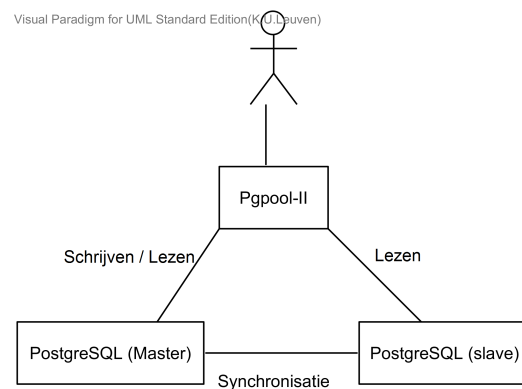 Visual Paradigm for UML Standard Edition(K.U.Leuven)
Pgpool-II
Schrijven / Lezen
Lezen
PostgreSQL (Master)
PostgreSQL (slave)
Synchronisatie